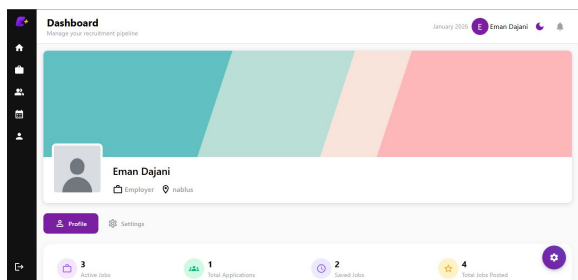 Dashboard
Manage your recruitment pipeline
January 2026
E
Eman Dajani
Eman Dajani
Employer
nablus
Profile
Settings
3
Active Jobs
1
Total Applications
2
Saved Jobs
4
Total Jobs Posted